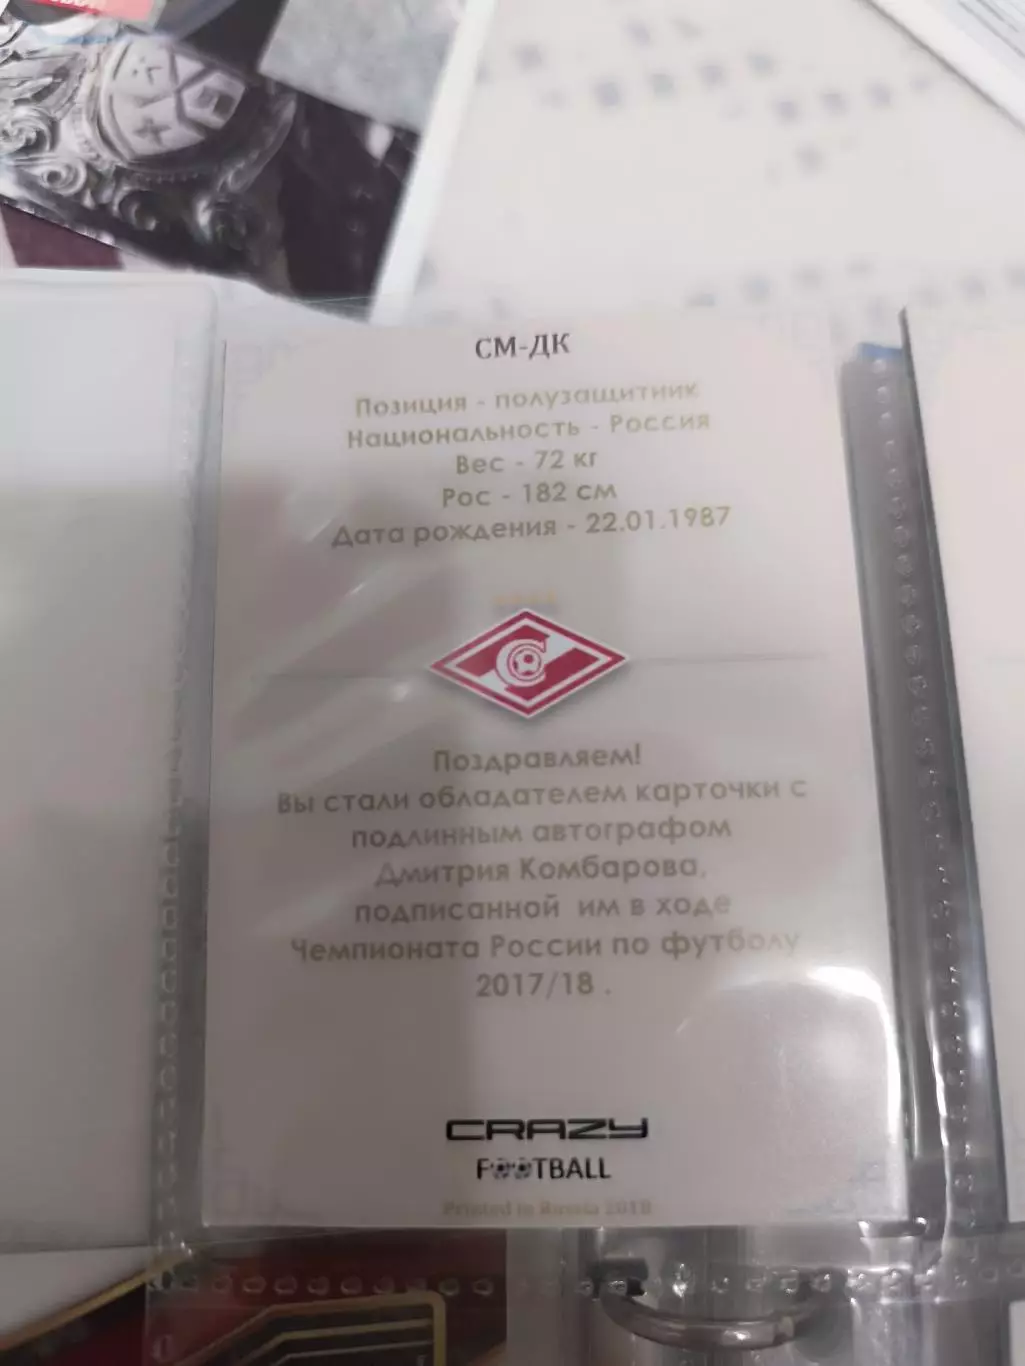 СМ-ДК
Позиция - полузащитник
Национальность - Россия
Вес - 72 кг
Рос - 182 см
Дата рождения - 22.01.1987
Поздравляем!
Вы стали обладателем карточки с
подлинным автографом
Дмитрия Комбарова,
подписанной им в ходе
Чемпионата России по футболу
2017/18 .
CRAZY
FOOTBALL
Printed in Russia 2018